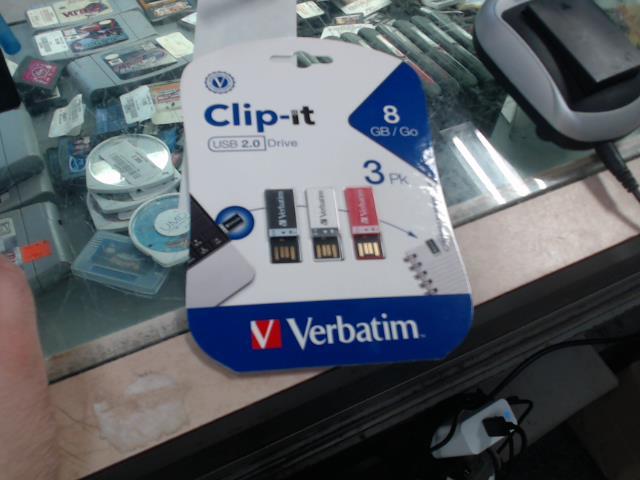 Clip-it
USB 2.0 Drive
8
GB / Go
3 Pk
Verbatim
Verbatim
Verbatim
V Verbatim